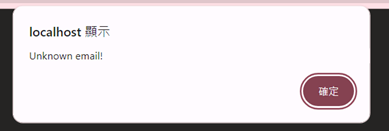 localhost 顯示
Unknown email!
確定